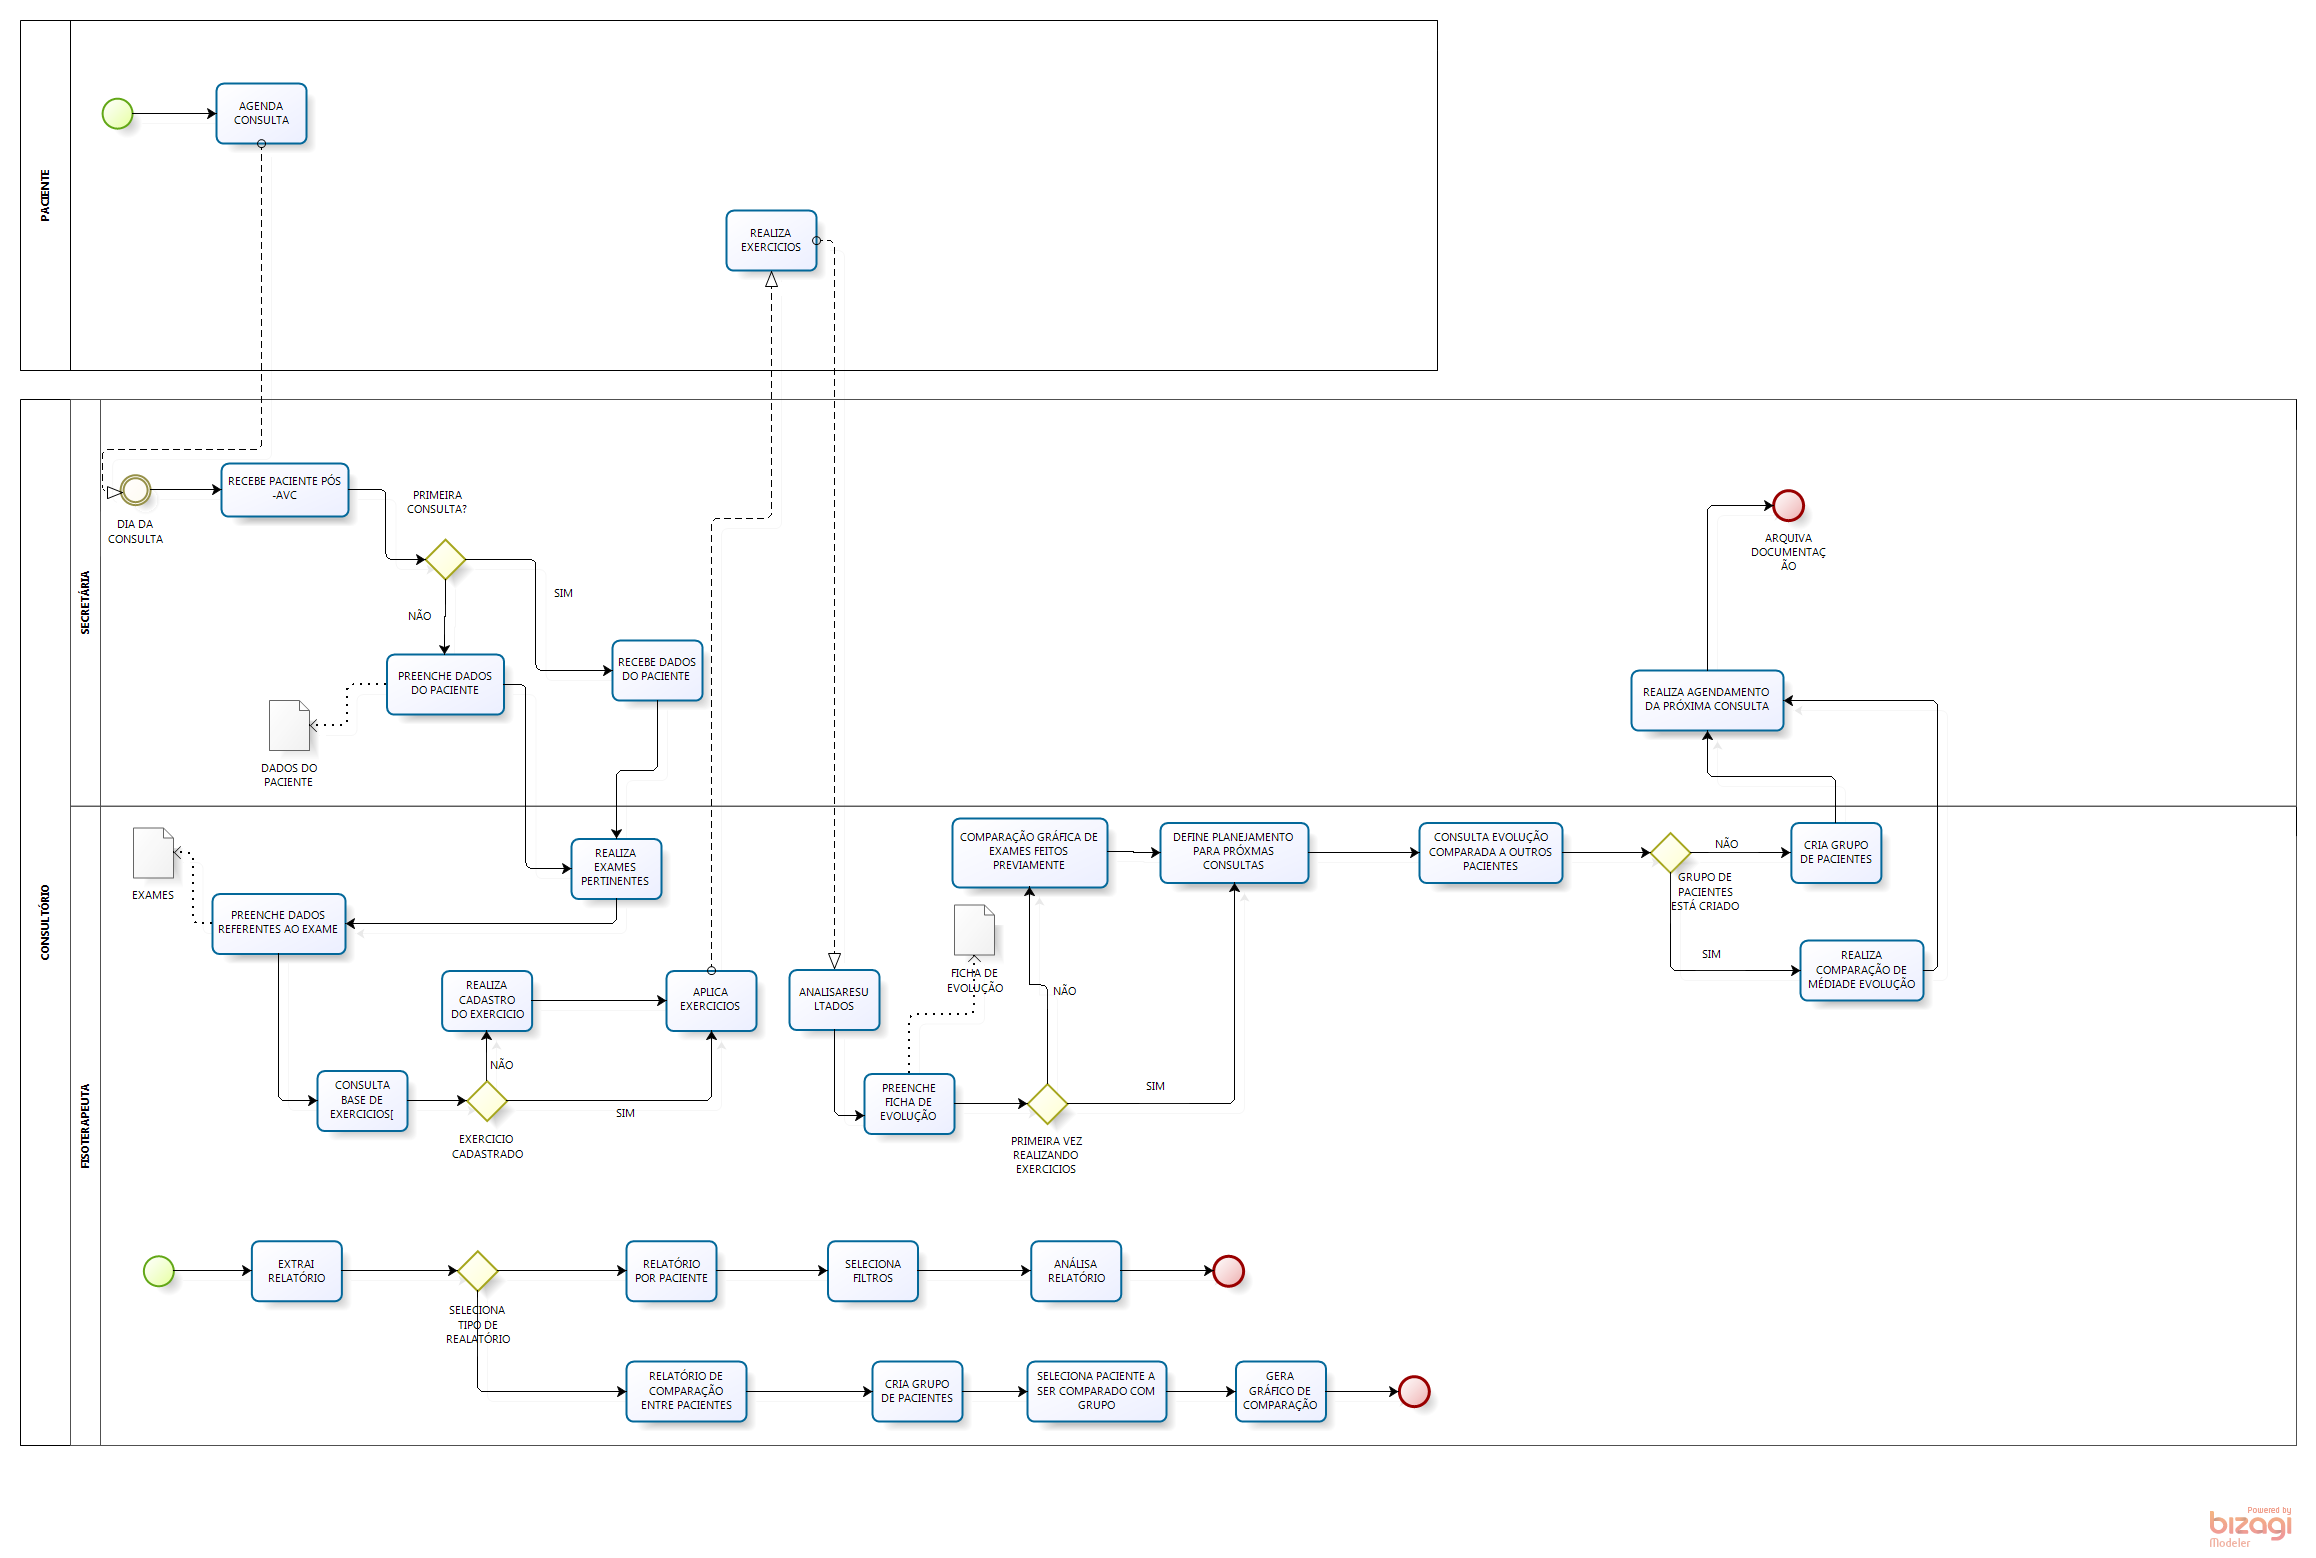 PACIENTE
AGENDA
CONSULTA
REALIZA
EXERCICIOS
CONSULTÓRIO
SECRETÁRIA
DIA DA
CONSULTA
RECEBE PACIENTE PÓS
-AVC
PRIMEIRA
CONSULTA?
SIM
NÃO
PREENCHE DADOS
DO PACIENTE
RECEBE DADOS
DO PACIENTE
DADOS DO
PACIENTE
ARQUIVA
DOCUMENTAÇ
ÃO
REALIZA AGENDAMENTO
DA PRÓXIMA CONSULTA
FISOTERAPEUTA
EXAMES
REALIZA
EXAMES
PERTINENTES
PREENCHE DADOS
REFERENTES AO EXAME
REALIZA
CADASTRO
DO EXERCICIO
APLICA
EXERCICIOS
NÃO
CONSULTA
BASE DE
EXERCICIOS[
SIM
EXERCICIO
CADASTRADO
ANALISARESU
LTADOS
PREENCHE
FICHA DE
EVOLUÇÃO
FICHA DE
EVOLUÇÃO
NÃO
SIM
PRIMEIRA VEZ
REALIZANDO
EXERCICIOS
COMPARAÇÃO GRÁFICA DE
EXAMES FEITOS
PREVIAMENTE
DEFINE PLANEJAMENTO
PARA PRÓXMAS
CONSULTAS
CONSULTA EVOLUÇÃO
COMPARADA A OUTROS
PACIENTES
NÃO
GRUPO DE
PACIENTES
ESTÁ CRIADO
CRIA GRUPO
DE PACIENTES
SIM
REALIZA
COMPARAÇÃO DE
MÉDIADE EVOLUÇÃO
EXTRAI
RELATÓRIO
SELECIONA
TIPO DE
REALATÓRIO
RELATÓRIO
POR PACIENTE
SELECIONA
FILTROS
ANÁLISA
RELATÓRIO
RELATÓRIO DE
COMPARAÇÃO
ENTRE PACIENTES
CRIA GRUPO
DE PACIENTES
SELECIONA PACIENTE A
SER COMPARADO COM
GRUPO
GERA
GRÁFICO DE
COMPARAÇÃO
Powered by
bizagi
Modeler